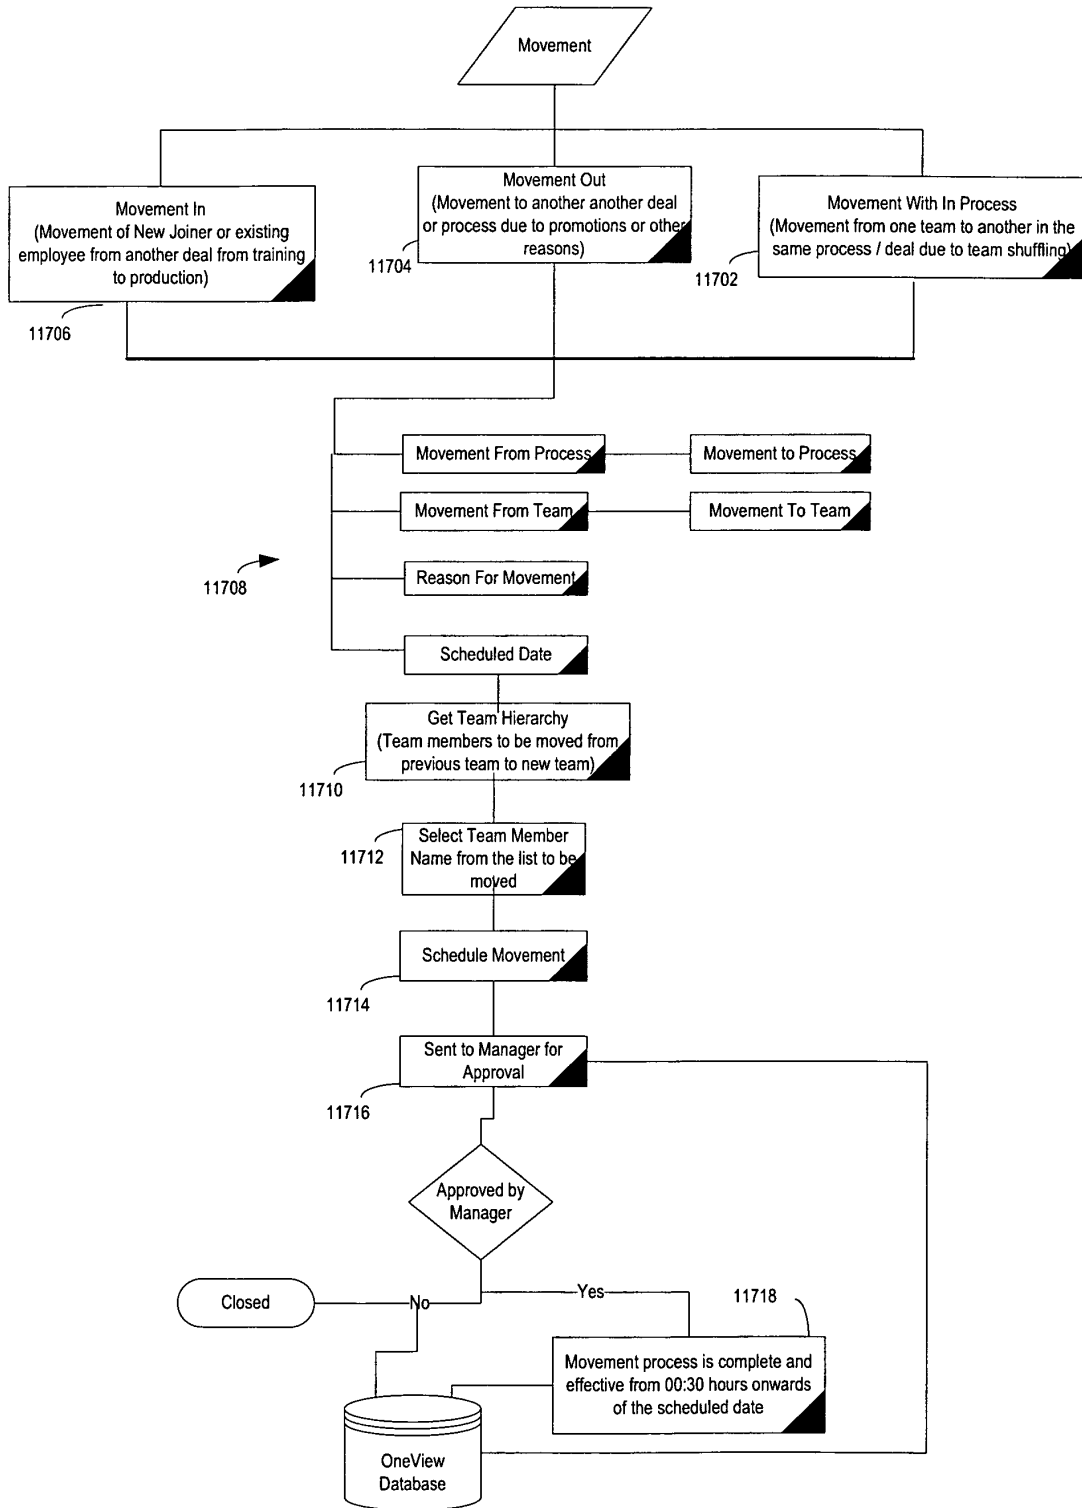 Movement
Movement In
(Movement of New Joiner or existing
employee from another deal from training
to production)
11706
Movement Out
(Movement to another another deal
or process due to promotions or other
reasons)
11704
Movement With In Process
(Movement from one team to another in the
same process / deal due to team shuffling)
11702
Movement From Process
Movement to Process
Movement From Team
Movement To Team
11708
Reason For Movement
Scheduled Date
Get Team Hierarchy
(Team members to be moved from
previous team to new team)
11710
Select Team Member
Name from the list to be
moved
11712
Schedule Movement
11714
Sent to Manager for
Approval
11716
Approved by
Manager
Closed
No
Yes
11718
Movement process is complete and
effective from 00:30 hours onwards
of the scheduled date
OneView
Database